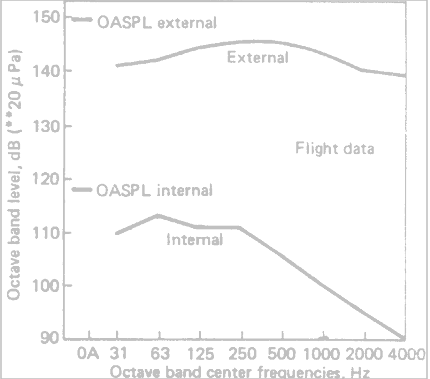 150
OASPL external
140
External
130
Flight data
120
OASPL internal
110
Internal
100
90
OA 31 63 125 250 500 1000 2000 4000
Octave band center frequencies, Hz
Octave band level, dB (**20 μ Pa)